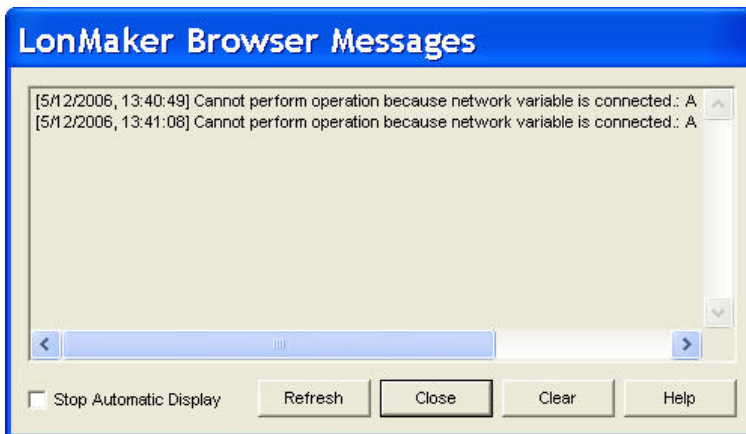 LonMaker Browser Messages
[5/12/2006, 13:40:49] Cannot perform operation because network variable is connected.: A
[5/12/2006, 13:41:08] Cannot perform operation because network variable is connected.: A
Stop Automatic Display Refresh Close Clear Help